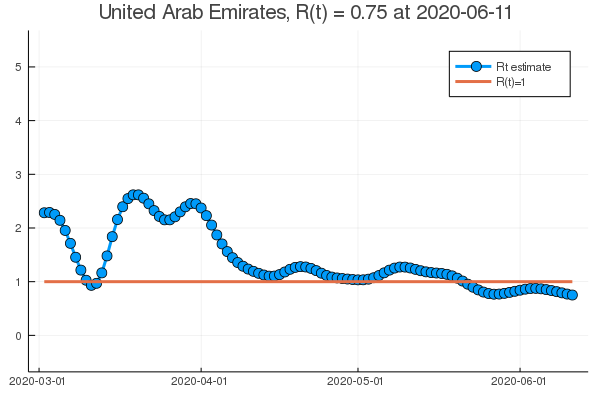 United Arab Emirates, R(t) = 0.75 at 2020-06-11
Rt estimate
R(t)=1
5
4
3
2
1
0
2020-03-01 2020-04-01 2020-05-01 2020-06-01